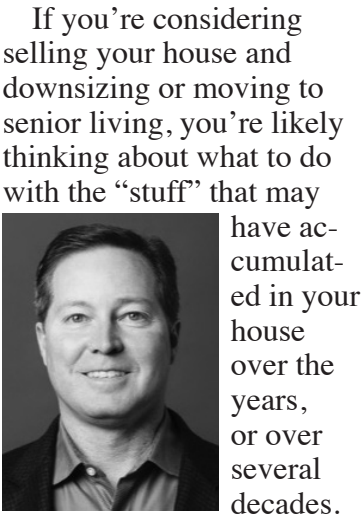 If you’re considering
selling your house and
downsizing or moving to
senior living, you’re likely
thinking about what to do
with the “stuff” that may
have ac-
cumulat-
ed in your
house
over the
years,
or over
several
decades.